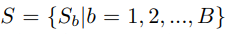 S = {S_b|b = 1, 2, ..., B}